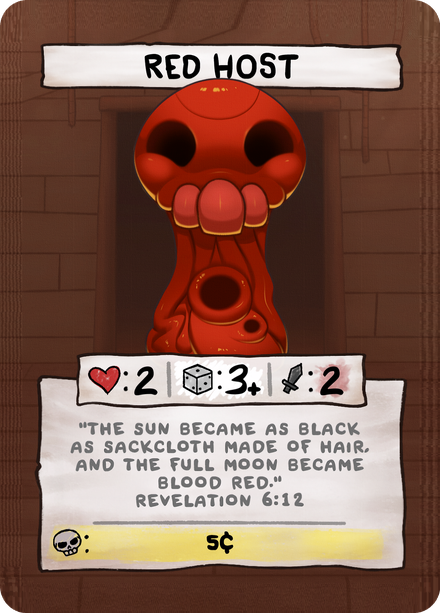 RED HOST
:2 :3+ :2
"THE SUN BECAME AS BLACK
AS SACKCLOTH MADE OF HAIR,
AND THE FULL MOON BECAME
BLOOD RED."
REVELATION 6:12
: 5¢